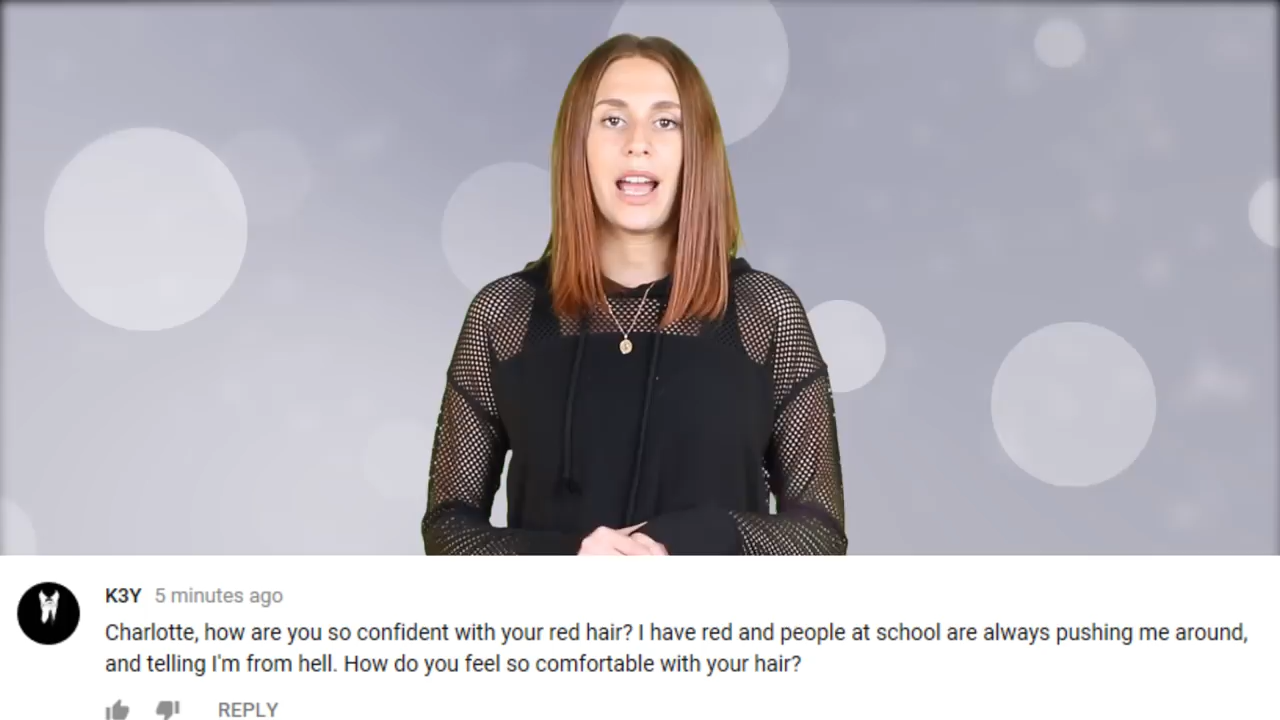 K3Y 5 minutes ago
Charlotte, how are you so confident with your red hair? I have red and people at school are always pushing me around,
and telling I'm from hell. How do you feel so comfortable with your hair?
REPLY